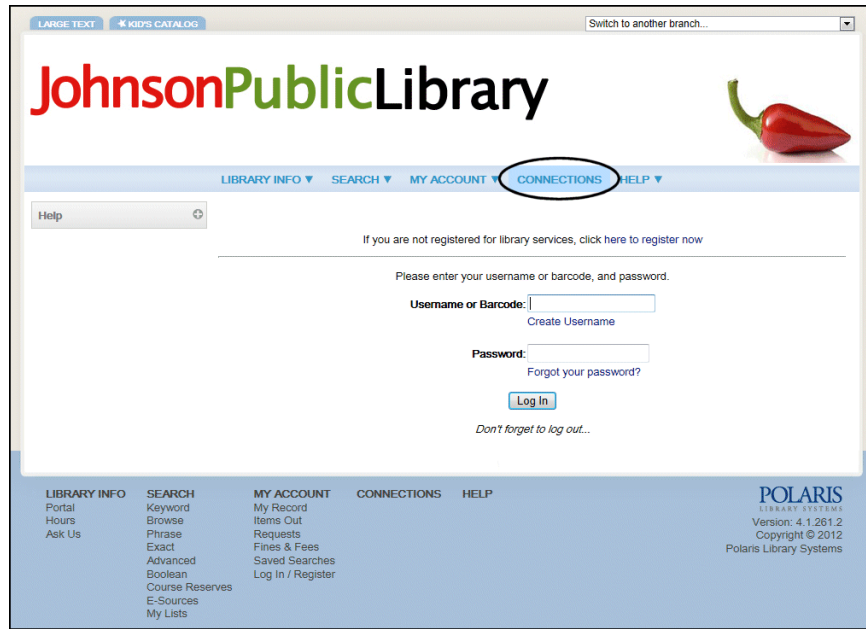 LARGE TEXT KID'S CATALOG Switch to another branch...
JohnsonPublicLibrary
LIBRARY INFO ▼ SEARCH ▼ MY ACCOUNT ▼ CONNECTIONS HELP ▼
Help
If you are not registered for library services, click here to register now
Please enter your username or barcode, and password.
Username or Barcode:
Create Username
Password:
Forgot your password?
Log In
Don't forget to log out...
LIBRARY INFO SEARCH MY ACCOUNT CONNECTIONS HELP
Portal Keyword My Record
Hours Browse Items Out
Ask Us Phrase Requests
Exact Fines & Fees
Advanced Saved Searches
Boolean Log In / Register
Course Reserves
E-Sources
My Lists
POLARIS
LIBRARY SYSTEMS
Version: 4.1.261.2
Copyright © 2012
Polaris Library Systems